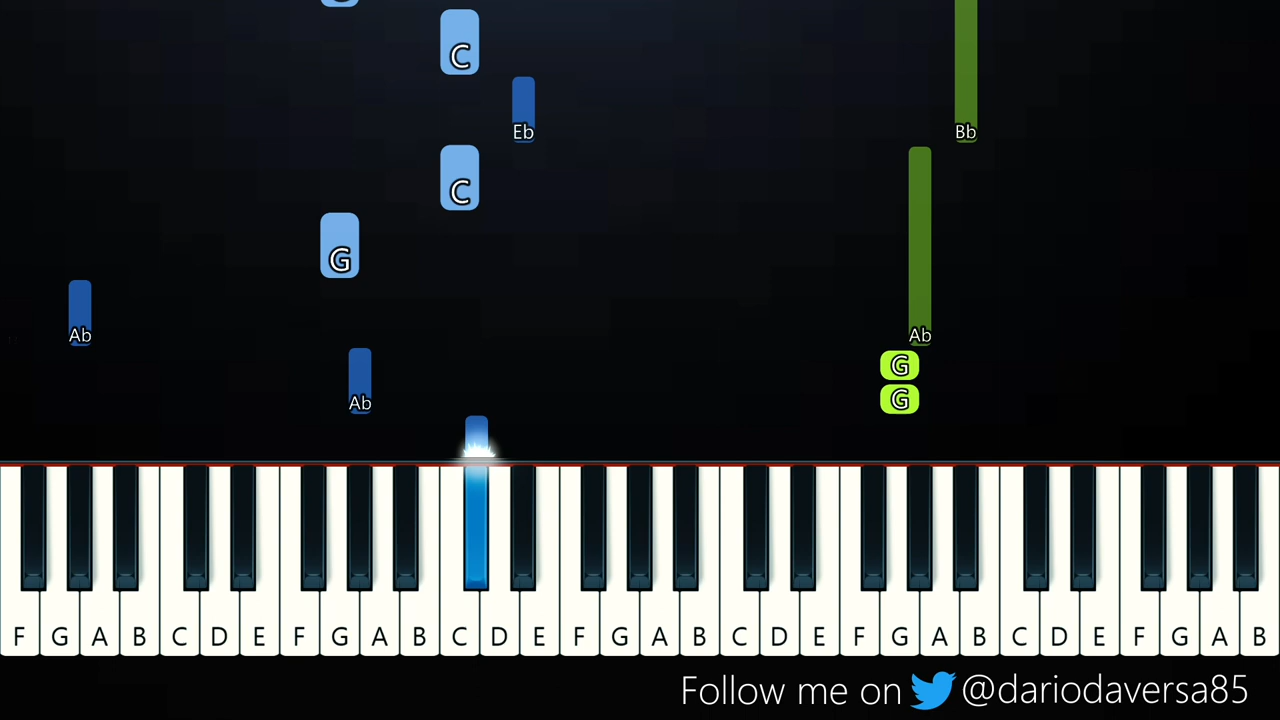 C
Eb Bb
C
G
Ab Ab
G
Ab G
F G A B C D E F G A B C D E F G A B C D E F G A B C D E F G A B
Follow me on @dariodaversa85